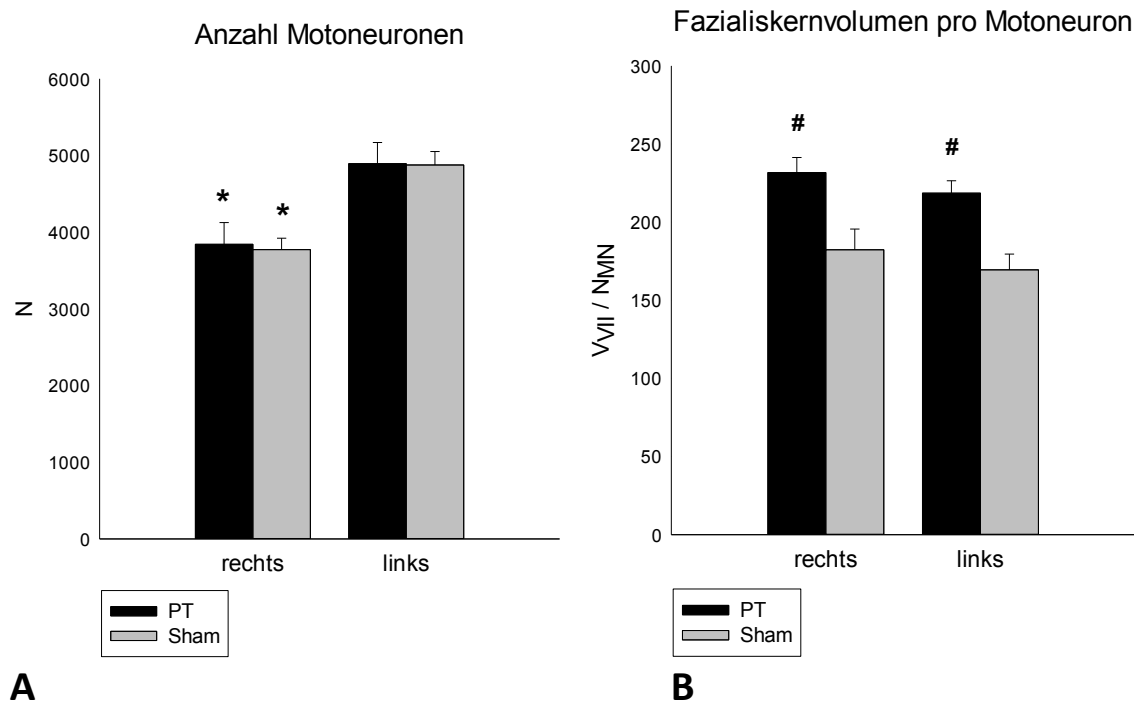 Anzahl Motoneuronen
6000
5000
4000
3000
2000
1000
0
N
* *
rechts links
PT
Sham
A
Fazialiskernvolumen pro Motoneuron
300
250
200
150
100
50
0
VVII / NMN
# #
rechts links
PT
Sham
B